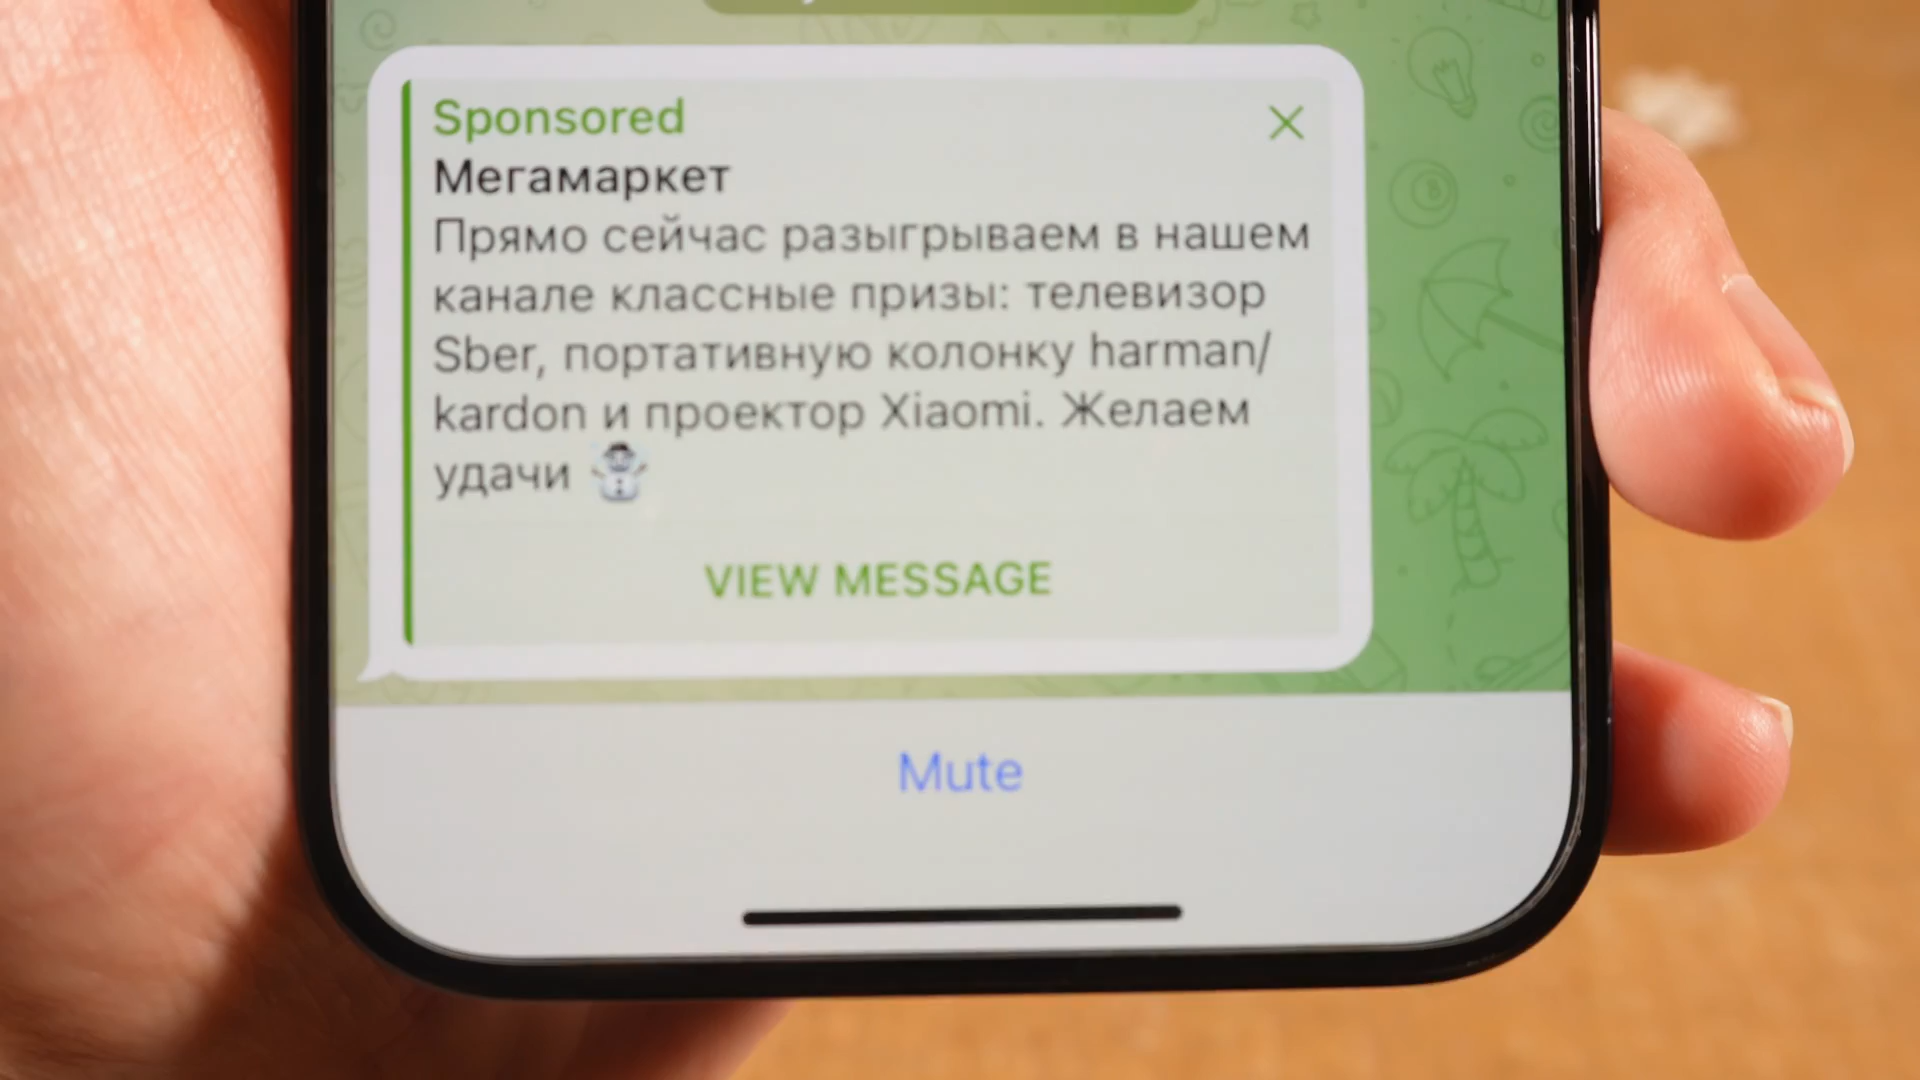 Sponsored
Мегамаркет
Прямо сейчас разыгрываем в нашем
канале классные призы: телевизор
Sber, портативную колонку harman/
kardon и проектор Xiaomi. Желаем
удачи ☃️
VIEW MESSAGE
Mute